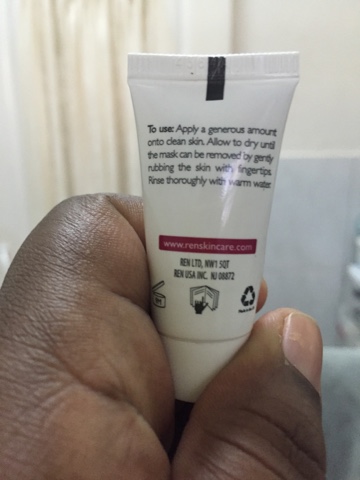 To use: Apply a generous amount
onto clean skin. Allow to dry until
the mask can be removed by gently
rubbing the skin with fingertips.
Rinse thoroughly with warm water.
www.renskincare.com
REN LTD, NW1 5QT
REN USA INC. NJ 08872